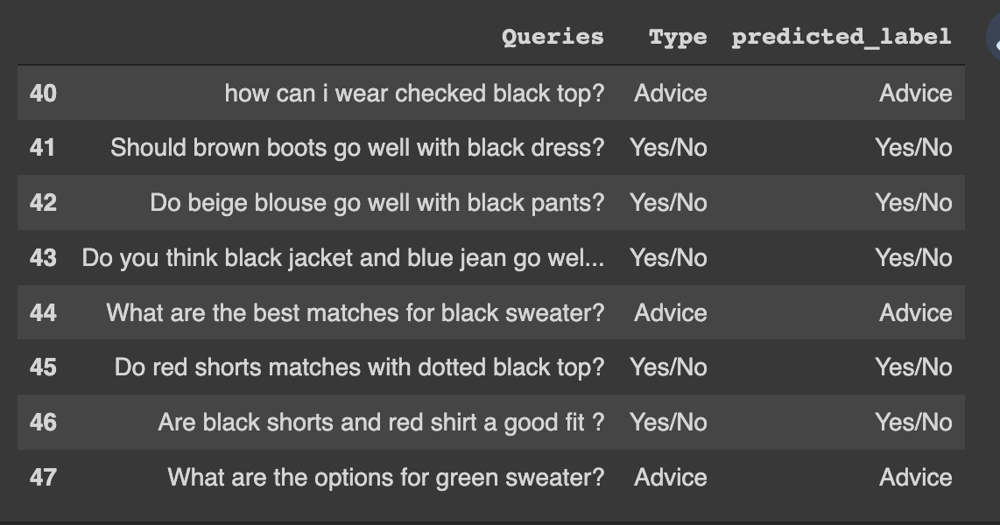 Queries Type predicted_label
40 how can i wear checked black top? Advice Advice
41 Should brown boots go well with black dress? Yes/No Yes/No
42 Do beige blouse go well with black pants? Yes/No Yes/No
43 Do you think black jacket and blue jean go wel... Yes/No Yes/No
44 What are the best matches for black sweater? Advice Advice
45 Do red shorts matches with dotted black top? Yes/No Yes/No
46 Are black shorts and red shirt a good fit ? Yes/No Yes/No
47 What are the options for green sweater? Advice Advice